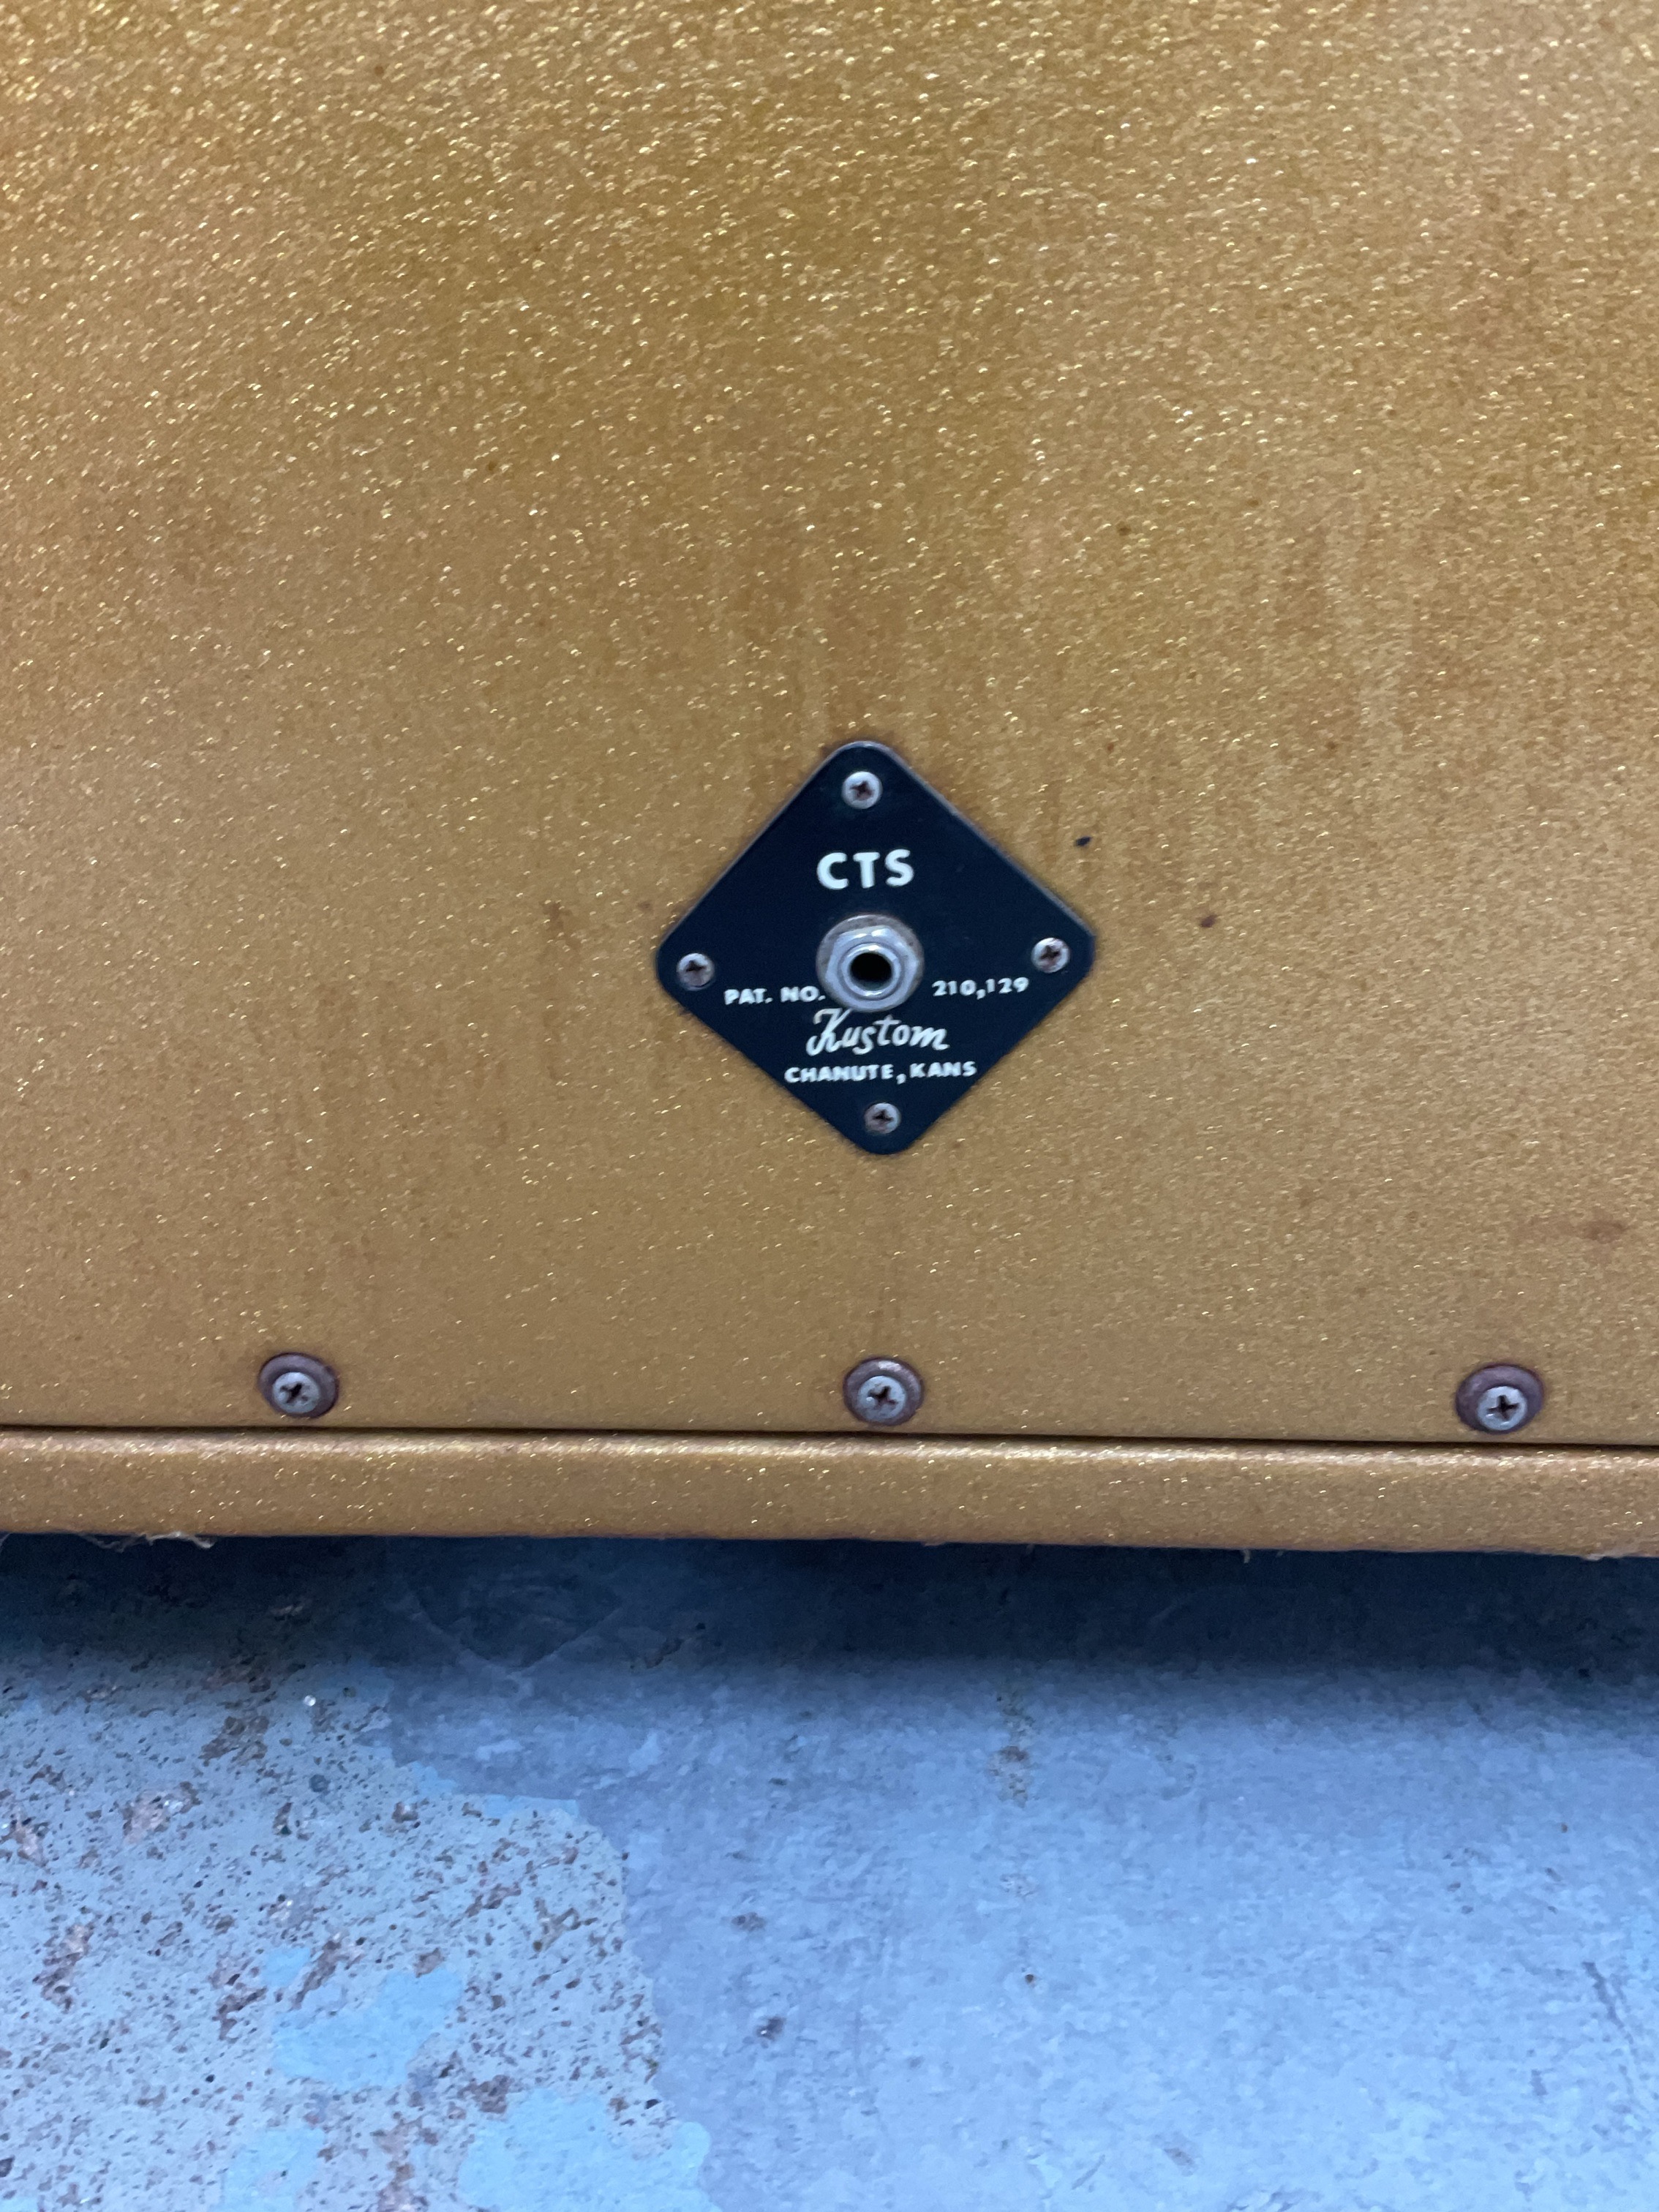 CTS
PAT. NO. 210,129
Kustom
CHANUTE, KANS